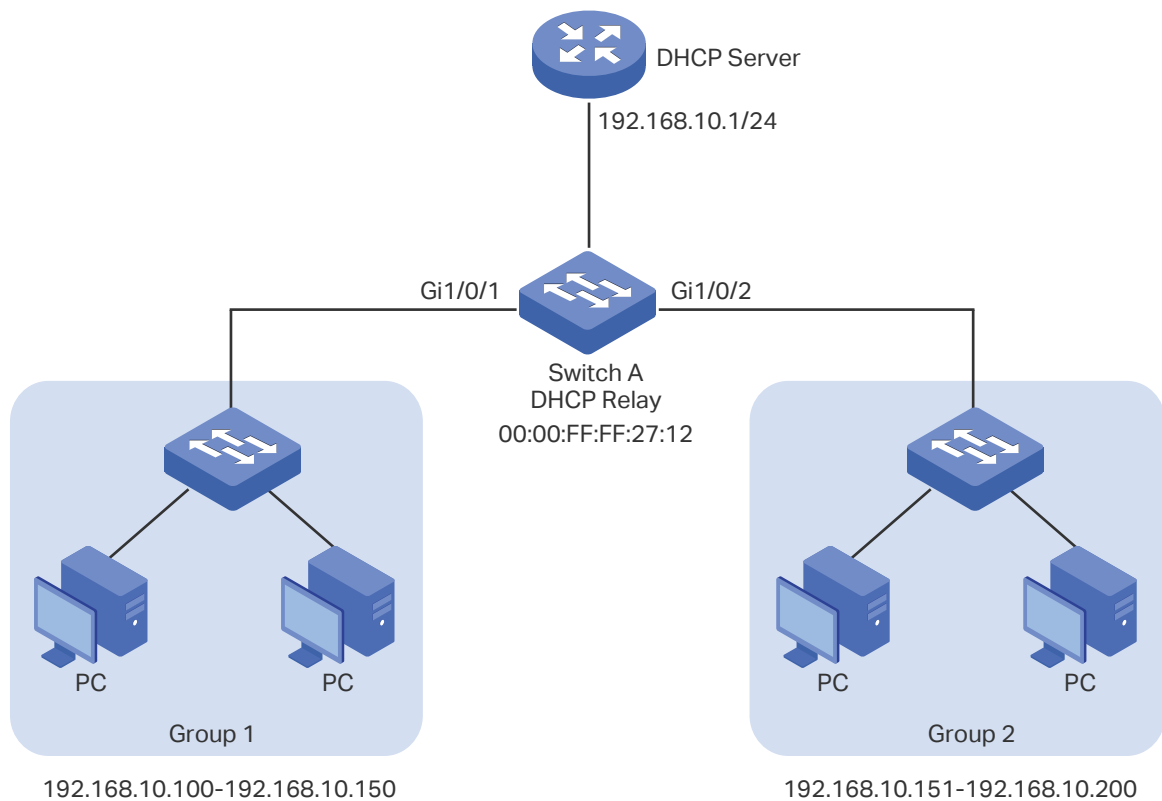 DHCP Server
192.168.10.1/24
Gi1/0/1
Gi1/0/2
Switch A
DHCP Relay
00:00:FF:FF:27:12
PC
PC
Group 1
192.168.10.100-192.168.10.150
PC
PC
Group 2
192.168.10.151-192.168.10.200